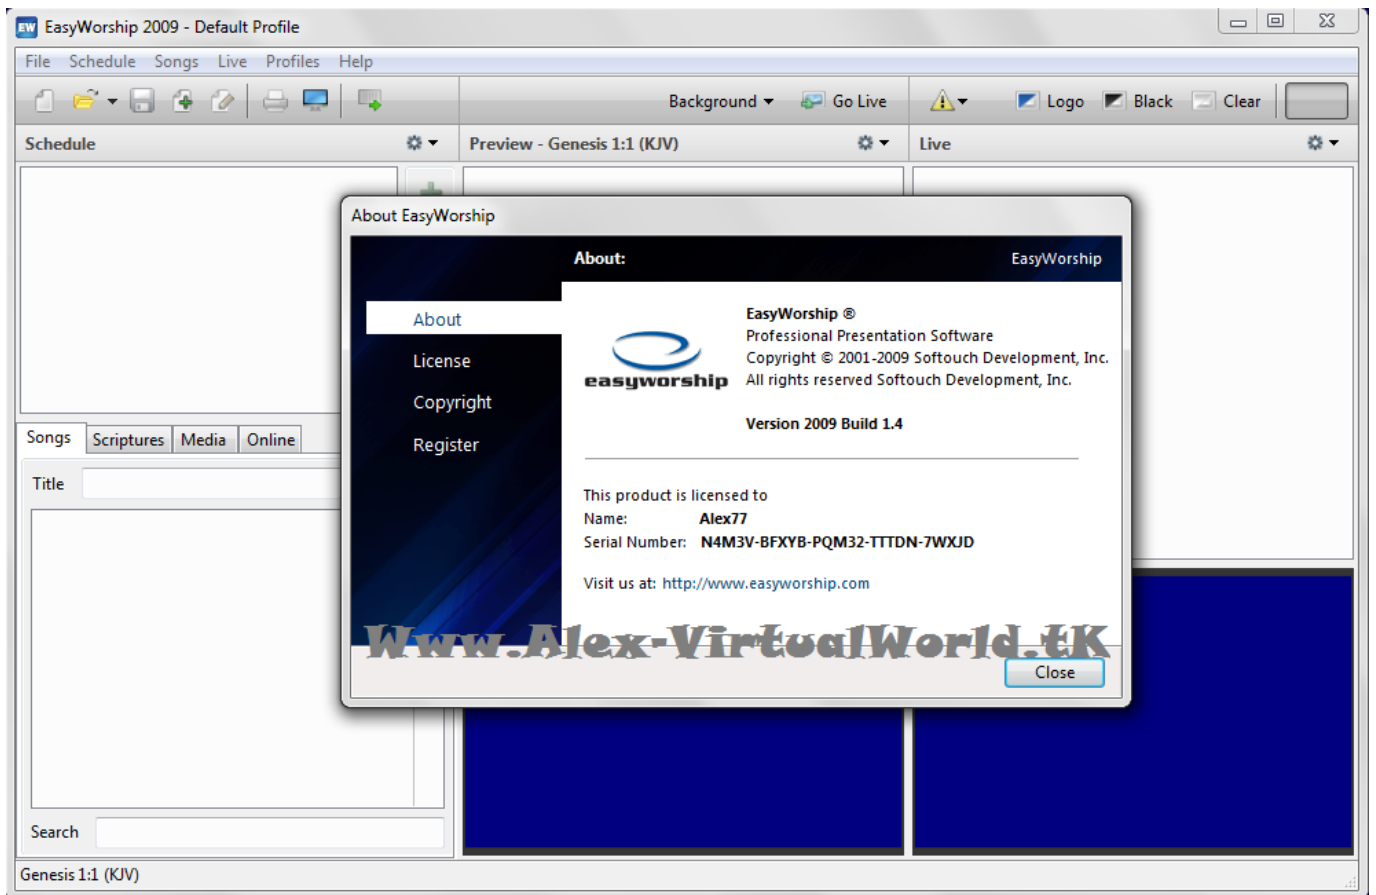 EW EasyWorship 2009 - Default Profile
File Schedule Songs Live Profiles Help
Background Go Live Logo Black Clear
Schedule Preview - Genesis 1:1 (KJV) Live
About EasyWorship
About: EasyWorship
About
License
Copyright
Register
easyworship
EasyWorship ®
Professional Presentation Software
Copyright © 2001-2009 Softouch Development, Inc.
All rights reserved Softouch Development, Inc.
Version 2009 Build 1.4
This product is licensed to
Name: Alex77
Serial Number: N4M3V-BFXYB-PQM32-TTTDN-7WXJD
Visit us at: http://www.easyworship.com
Www.Alex-VirtualWorld.tK
Close
Songs Scriptures Media Online
Title
Search
Genesis 1:1 (KJV)